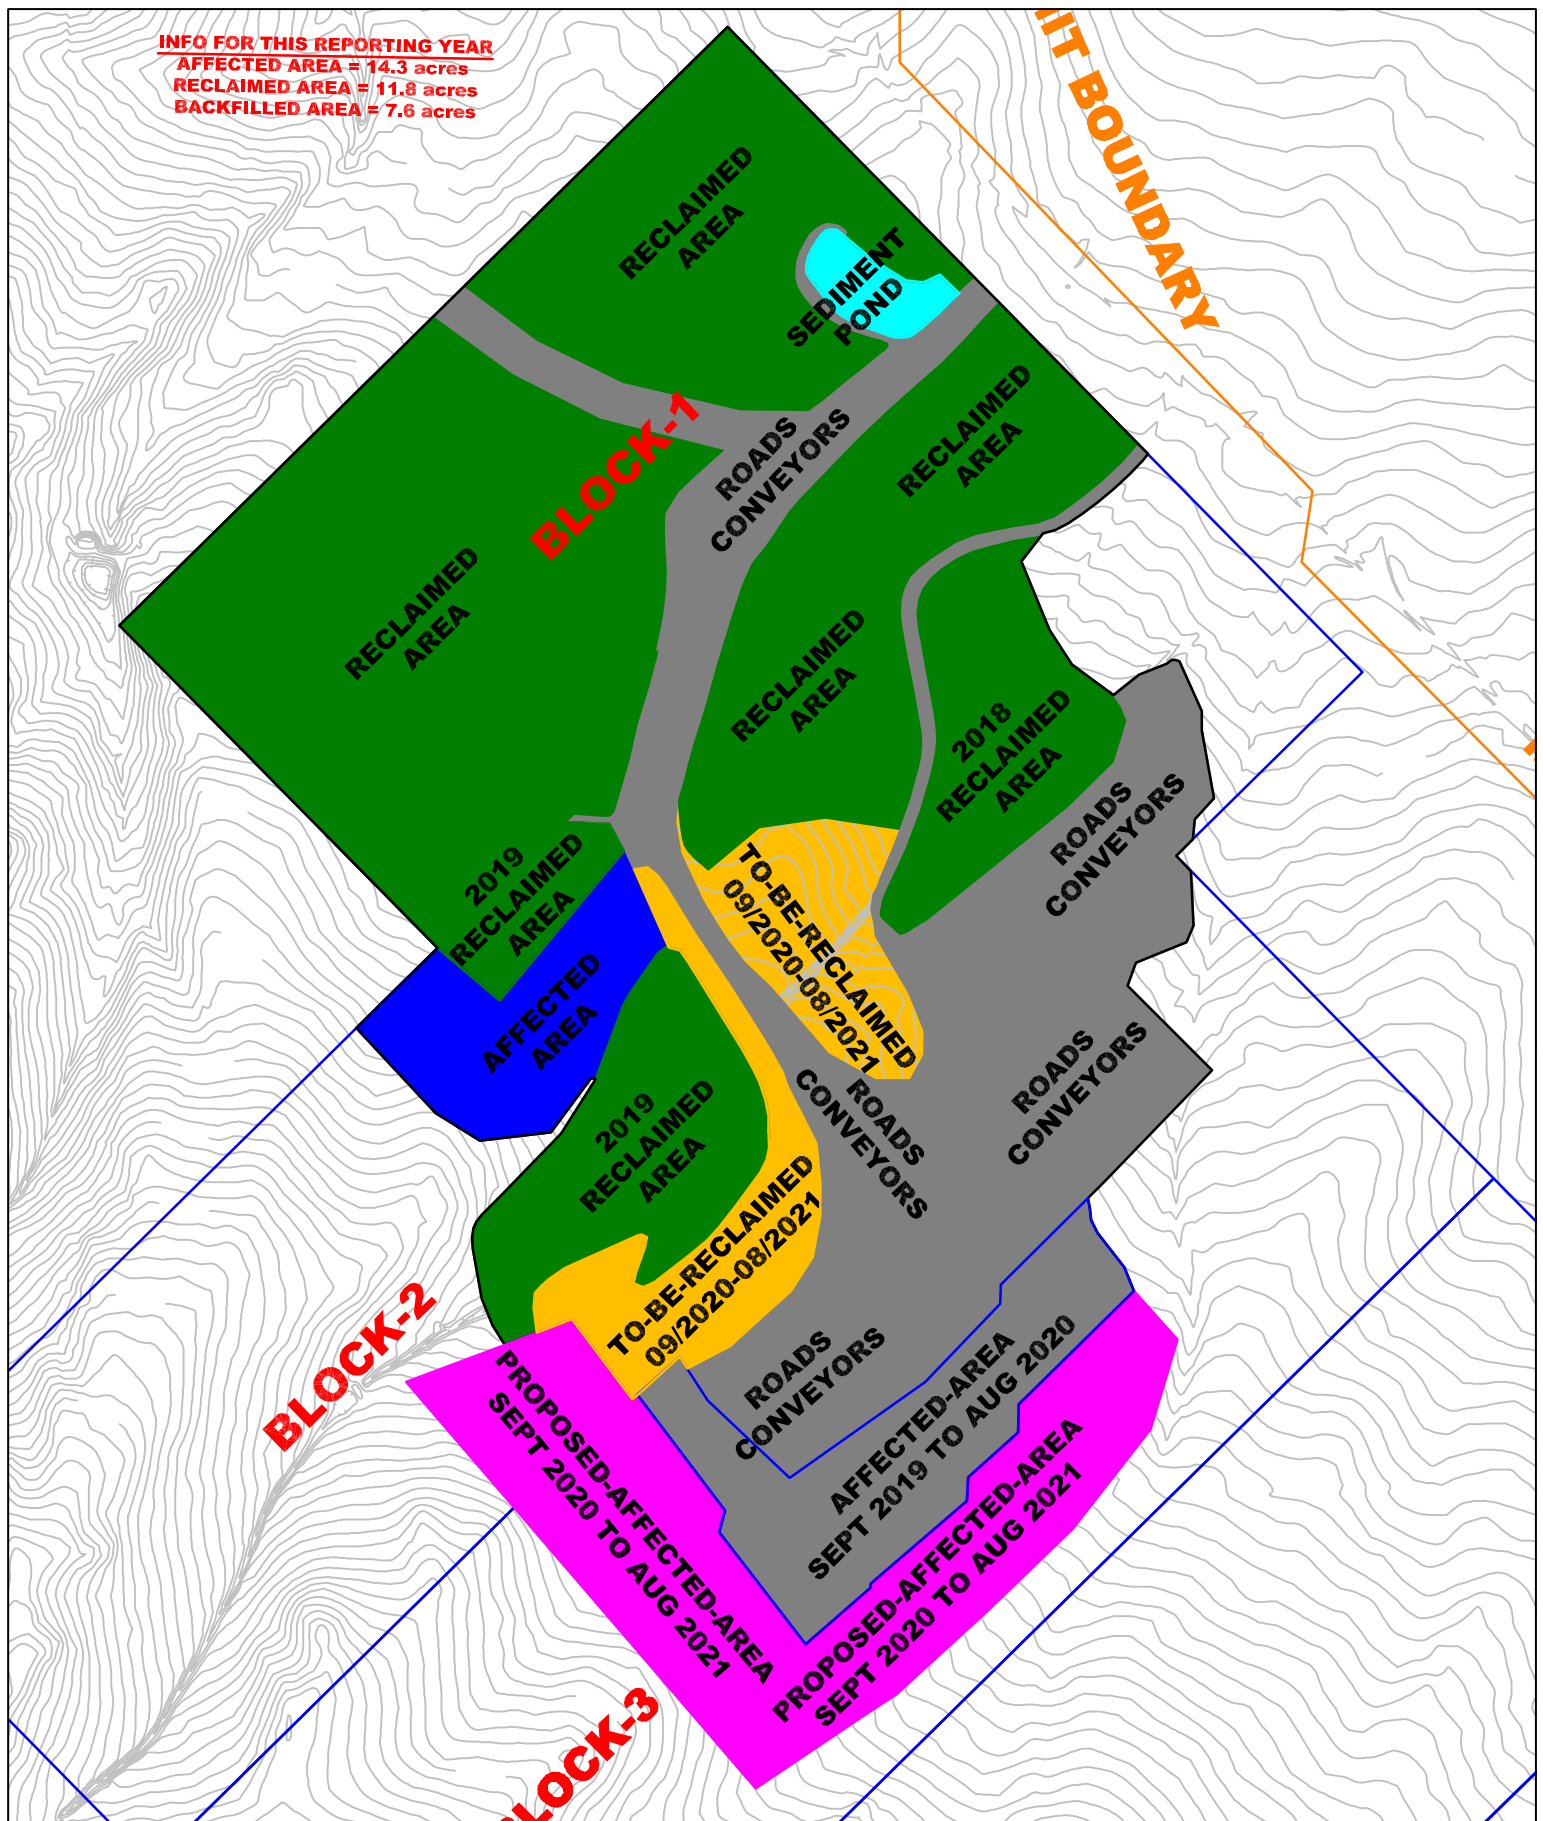 INFO FOR THIS REPORTING YEAR
AFFECTED AREA = 14.3 acres
RECLAIMED AREA = 11.8 acres
BACKFILLED AREA = 7.6 acres
BOUNDARY
RECLAIMED
AREA
SEDIMENT
POND
BLOCK-1
ROADS
CONVEYORS
RECLAIMED
AREA
RECLAIMED
AREA
RECLAIMED
AREA
2018
RECLAIMED
AREA
ROADS
CONVEYORS
2019
RECLAIMED
AREA
TO-BE-RECLAIMED
09/2020-08/2021
AFFECTED
AREA
ROADS
CONVEYORS
ROADS
CONVEYORS
2019
RECLAIMED
AREA
TO-BE-RECLAIMED
09/2020-08/2021
BLOCK-2
ROADS
CONVEYORS
AFFECTED-AREA
SEPT 2019 TO AUG 2020
PROPOSED-AFFECTED-AREA
SEPT 2020 TO AUG 2021
PROPOSED-AFFECTED-AREA
SEPT 2020 TO AUG 2021
LOCK-3